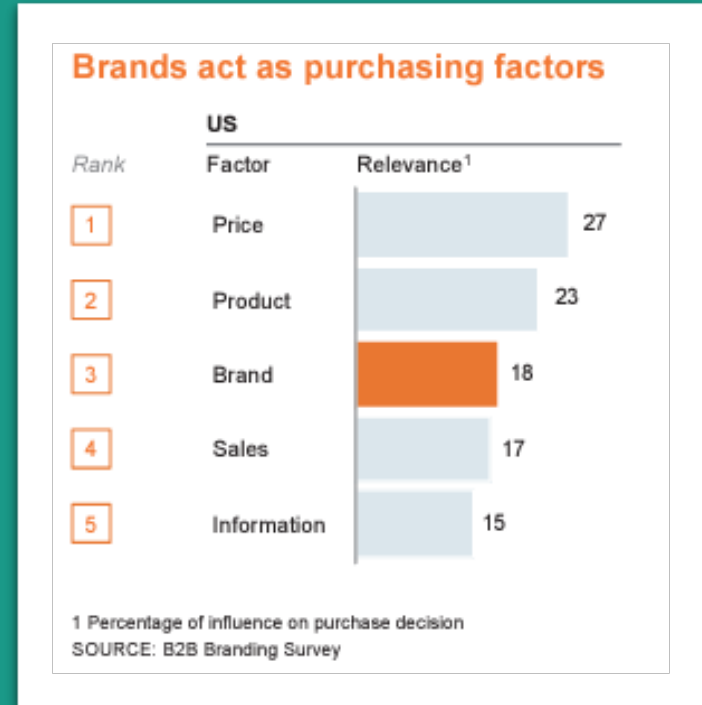 Brands act as purchasing factors
US
Rank Factor Relevance1
1 Price 27
2 Product 23
3 Brand 18
4 Sales 17
5 Information 15
1 Percentage of influence on purchase decision
SOURCE: B2B Branding Survey